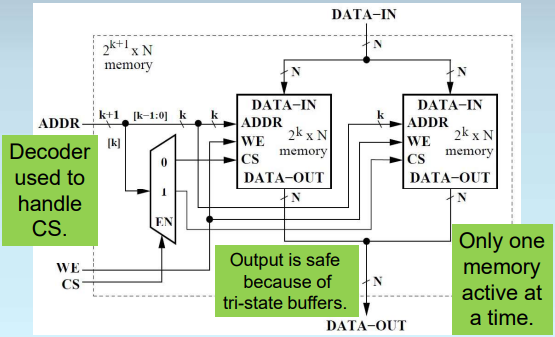 DATA–IN
N
2^{k+1} x N
memory
N
N
DATA–IN
ADDR
WE
CS
2^k x N
memory
DATA–OUT
DATA–IN
ADDR
WE
CS
2^k x N
memory
DATA–OUT
ADDR
k+1
[k–1:0]
k
k
k
[k]
Decoder
used to
handle
CS.
0
1
EN
N
N
WE
CS
Output is safe
because of
tri-state buffers.
N
Only one
memory
active at
a time.
DATA–OUT